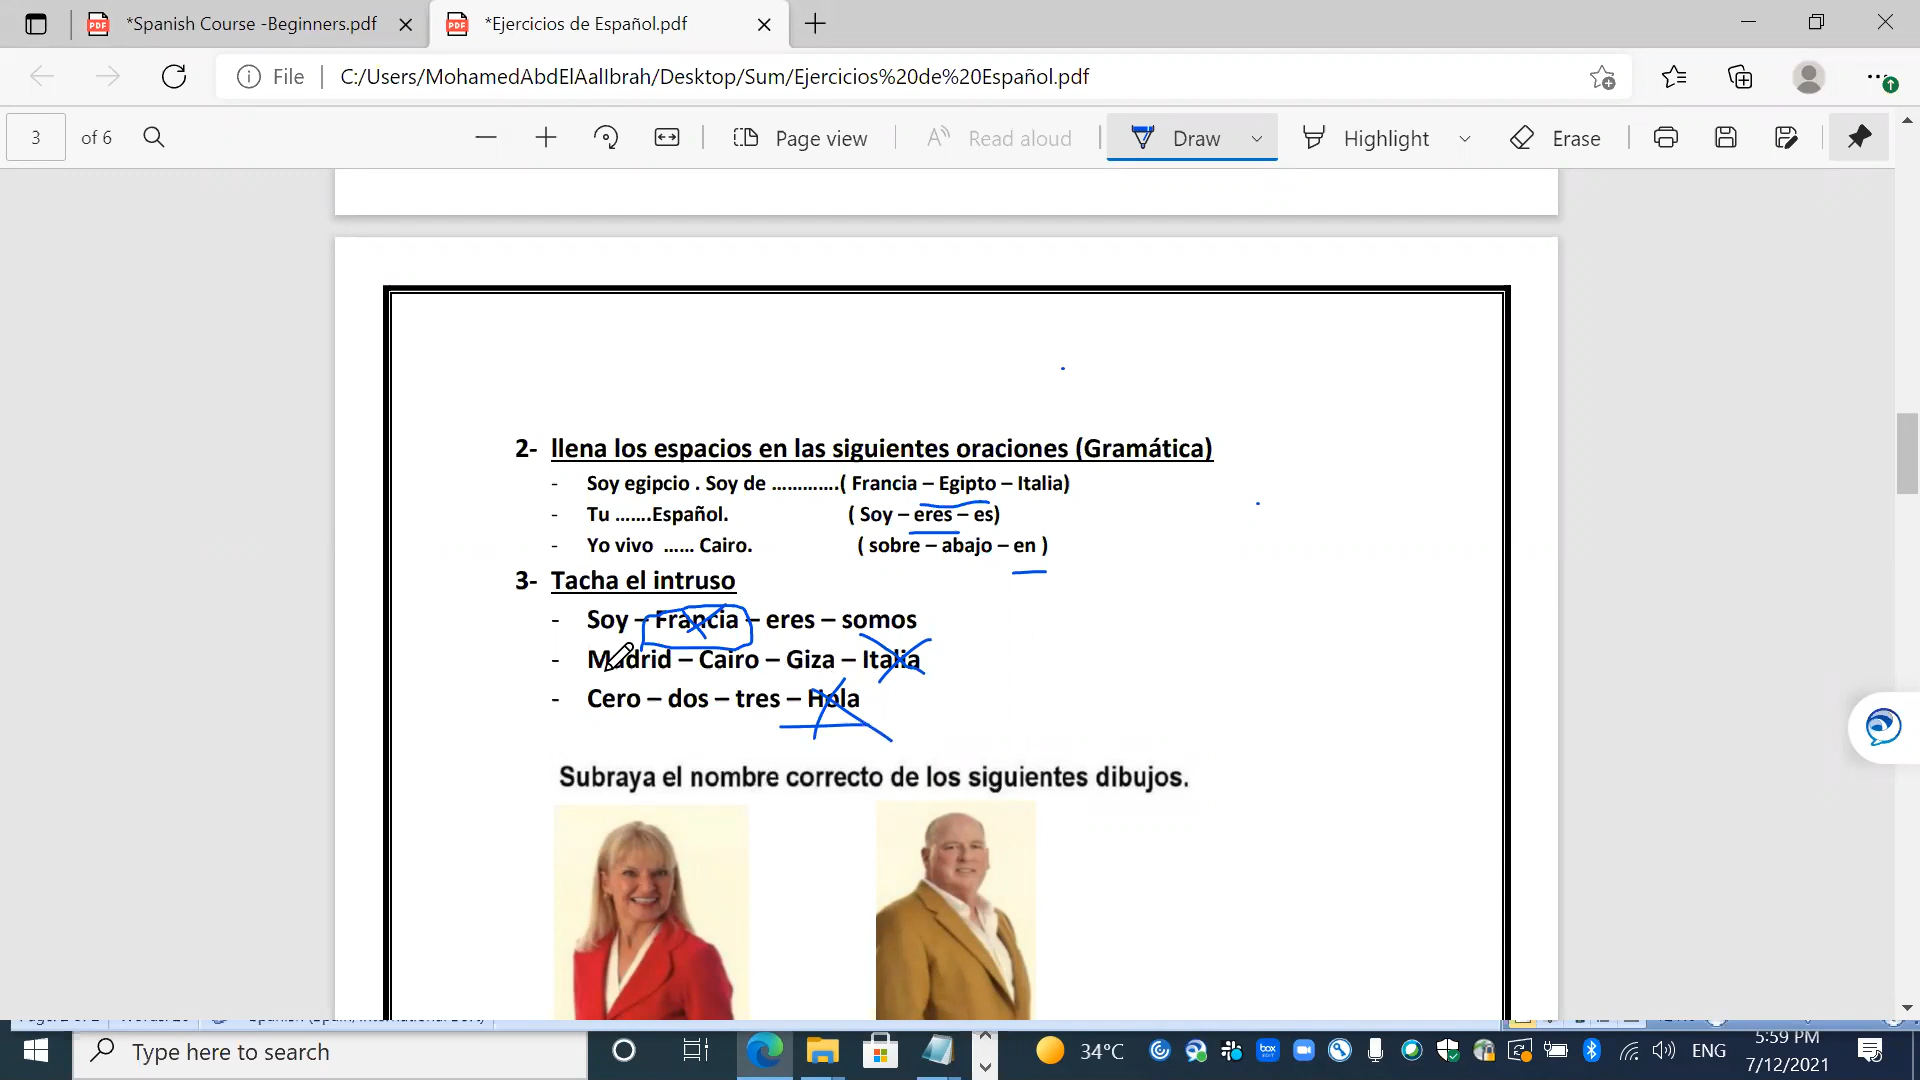 *Spanish Course -Beginners.pdf
*Ejercicios de Español.pdf
File
C:/Users/MohamedAbdElAalIbrah/Desktop/Sum/Ejercicios%20de%20Español.pdf
3 of 6
Page view
Read aloud
Draw
Highlight
Erase
2- llena los espacios en las siguientes oraciones (Gramática)
- Soy egipcio . Soy de .............( Francia – Egipto – Italia)
- Tu .......Español. ( Soy – eres – es)
- Yo vivo ...... Cairo. ( sobre – abajo – en )
3- Tacha el intruso
- Soy – Francia – eres – somos
- Madrid – Cairo – Giza – Italia
- Cero – dos – tres – Hola
Subraya el nombre correcto de los siguientes dibujos.
Type here to search
34°C
box
ENG
5:59 PM
7/12/2021